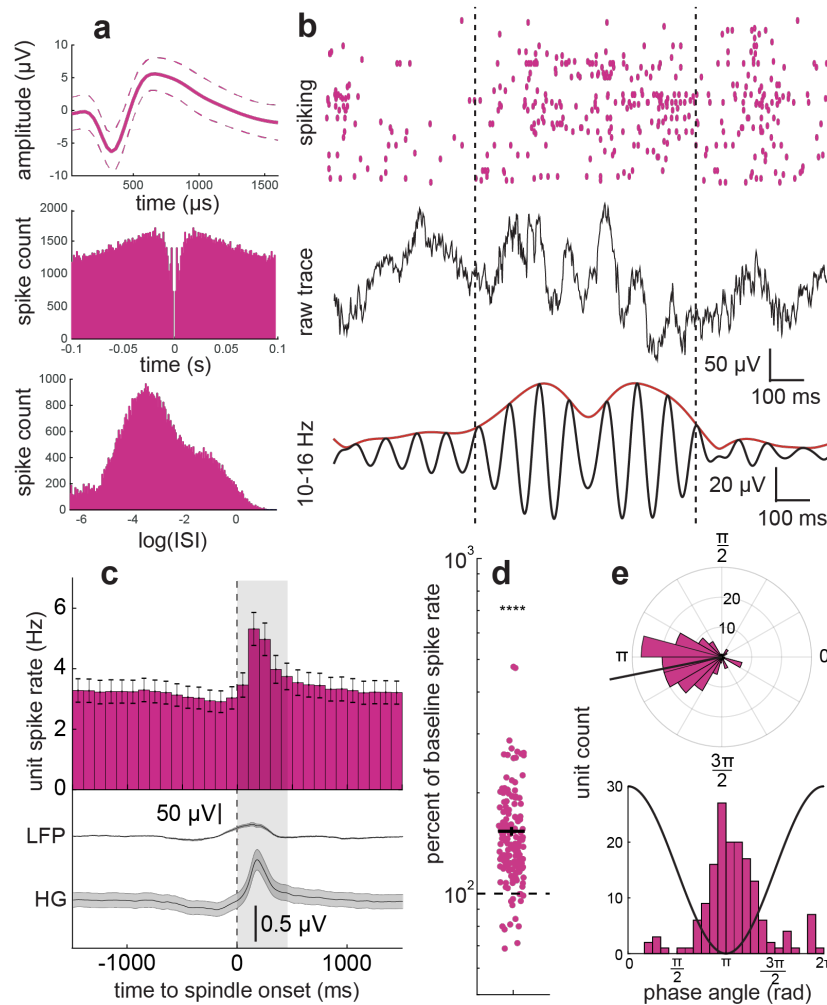 a
amplitude (µV)
10
5
0
-5
-10
500
1000
1500
time (µs)
spike count
2000
1750
1500
1250
1000
750
500
250
0
-0.1
-0.05
0
0.05
0.1
time (s)
spike count
1000
800
600
400
200
0
-6
-4
-2
0
log(ISI)
b
spiking
raw trace
50 µV
100 ms
10-16 Hz
20 µV
100 ms
c
unit spike rate (Hz)
6
4
2
0
50 µV
LFP
HG
0.5 µV
-1000
0
1000
time to spindle onset (ms)
d
percent of baseline spike rate
10³
****
10²
e
π
2
20
10
π
0
3π
2
unit count
30
20
10
0
0
π
2
π
3π
2
2π
phase angle (rad)